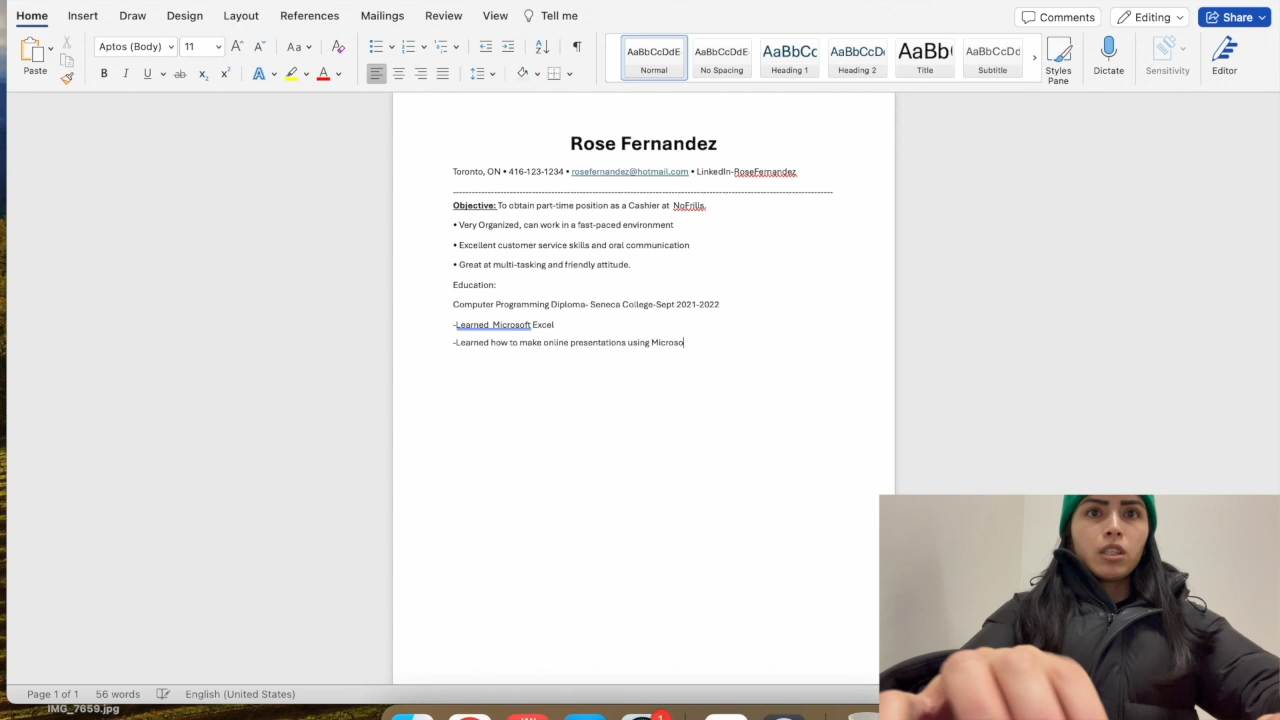 Home Insert Draw Design Layout References Mailings Review View Tell me Comments Editing Share
Paste Aptos (Body) 11 Aa AaBbCcDdE Normal AaBbCcDdE No Spacing AaBbCc Heading 1 AaBbCcDd Heading 2 AaBb Title AaBbCcDd Subtitle Styles Pane Dictate Sensitivity Editor
Rose Fernandez
Toronto, ON • 416-123-1234 • rosefernandez@hotmail.com • LinkedIn-RoseFernandez
Objective: To obtain part-time position as a Cashier at NoFrills.
• Very Organized, can work in a fast-paced environment
• Excellent customer service skills and oral communication
• Great at multi-tasking and friendly attitude.
Education:
Computer Programming Diploma- Seneca College-Sept 2021-2022
-Learned Microsoft Excel
-Learned how to make online presentations using Microso
Page 1 of 1 56 words English (United States)
IMG_7659.jpg